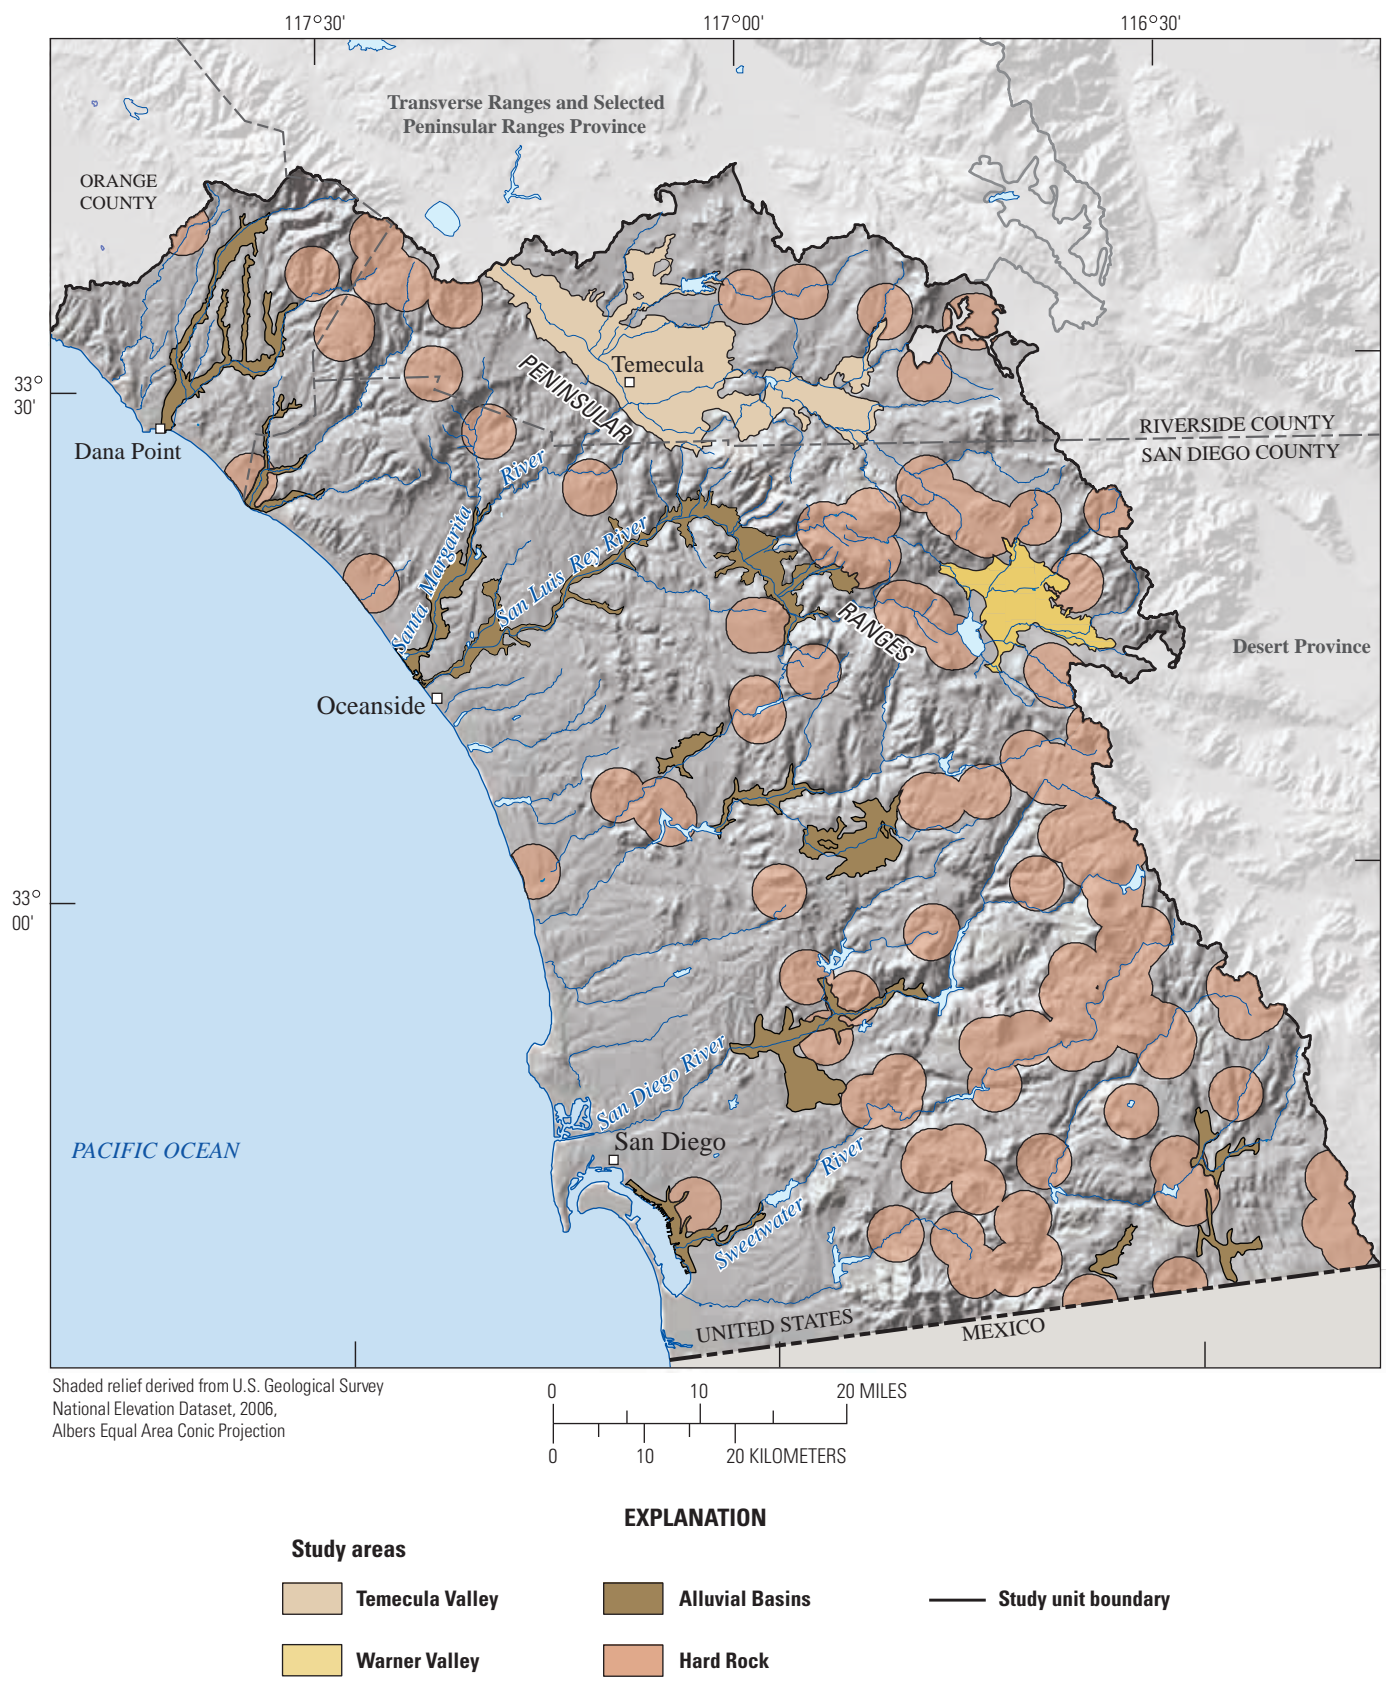 117°30'
117°00'
116°30'
Transverse Ranges and Selected
Peninsular Ranges Province
ORANGE
COUNTY
33°
30'
Temecula
PENINSULAR
RIVERSIDE COUNTY
SAN DIEGO COUNTY
Dana Point
Santa Margarita River
San Luis Rey River
RANGES
Desert Province
Oceanside
33°
00'
San Diego River
PACIFIC OCEAN
San Diego
Sweetwater River
UNITED STATES
MEXICO
Shaded relief derived from U.S. Geological Survey
National Elevation Dataset, 2006,
Albers Equal Area Conic Projection
0 10 20 MILES
0 10 20 KILOMETERS
EXPLANATION
Study areas
Temecula Valley
Alluvial Basins
Study unit boundary
Warner Valley
Hard Rock